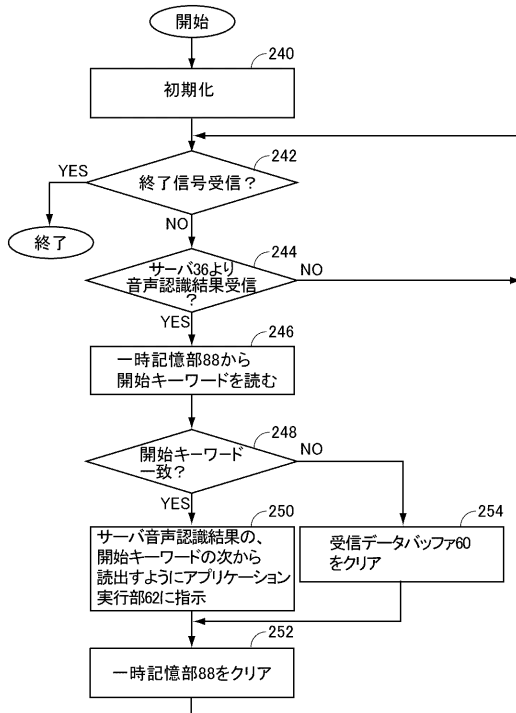 開始
240
初期化
242
YES
終了信号受信？
終了
NO
244
サーバ36より
音声認識結果受信
？
NO
YES
246
一時記憶部88から
開始キーワードを読む
248
開始キーワード
一致？
NO
YES
250
サーバ音声認識結果の、
開始キーワードの次から
読出すようにアプリケーション
実行部62に指示
254
受信データバッファ60
をクリア
252
一時記憶部88をクリア